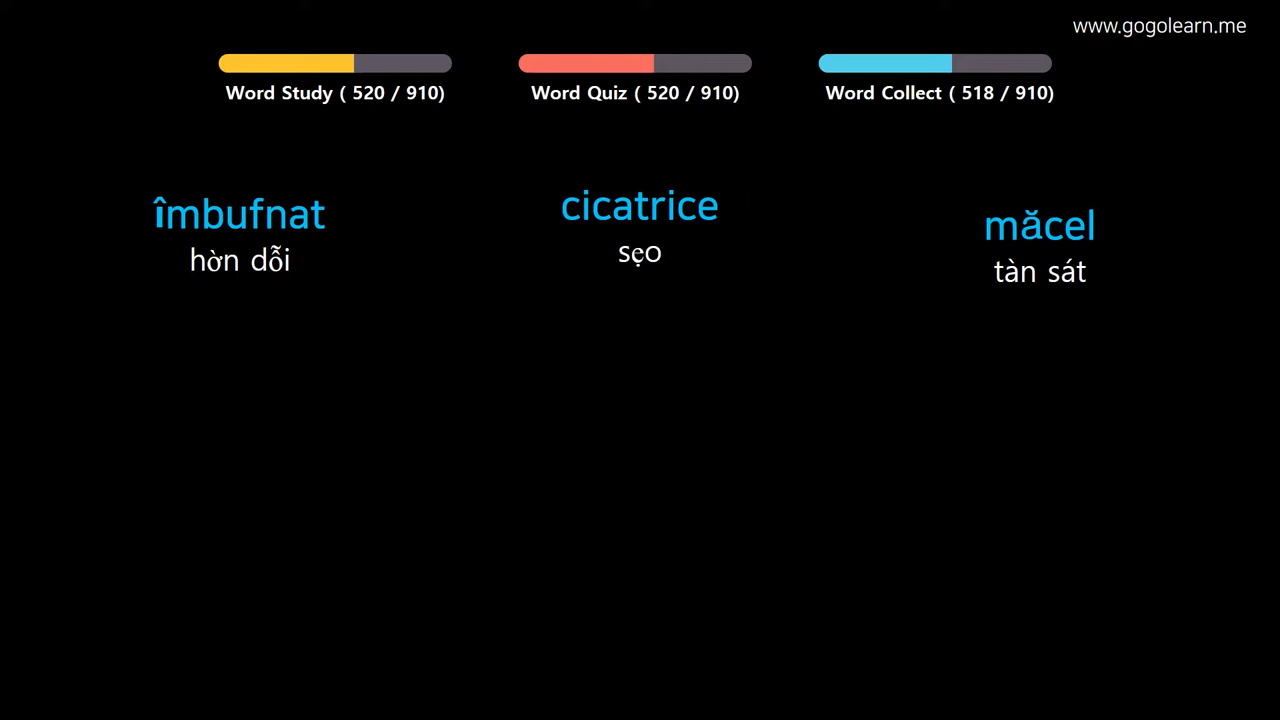 www.gogolearn.me
Word Study ( 520 / 910)
Word Quiz ( 520 / 910)
Word Collect ( 518 / 910)
îmbufnat
hờn dỗi
cicatrice
sẹo
măcel
tàn sát